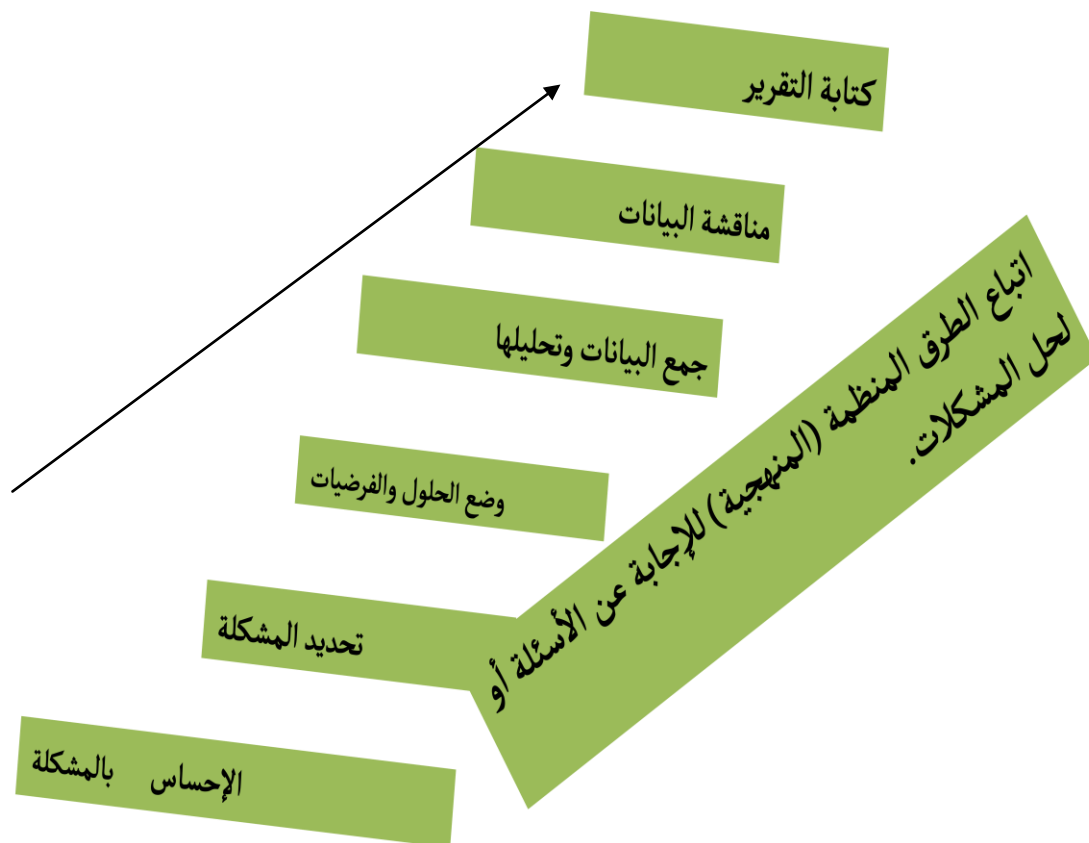 كتابة التقرير
مناقشة البيانات
جمع البيانات وتحليلها
وضع الحلول والفرضيات
تحديد المشكلة
الإحساس بالمشكلة
اتباع الطرق المنظمة (المنهجية) للإجابة عن الأسئلة أو
لحل المشكلات.